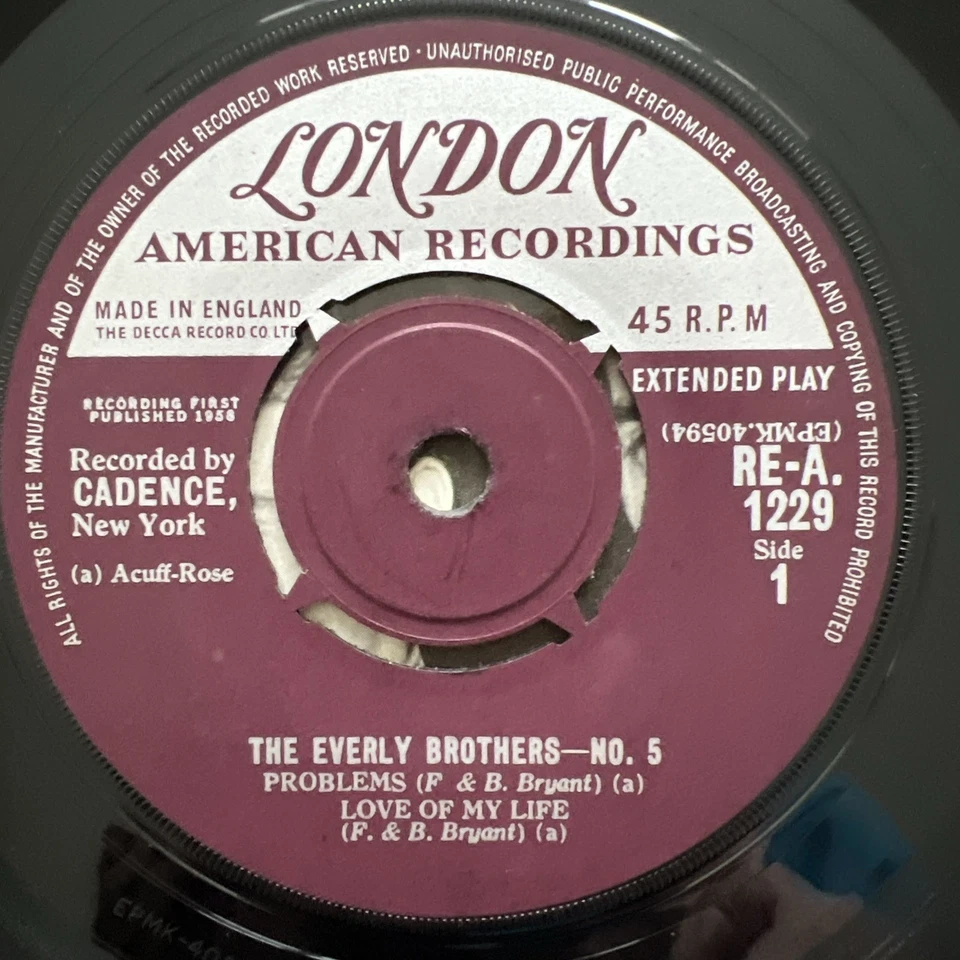 ALL RIGHTS OF THE MANUFACTURER AND OF THE OWNER OF THE RECORDED WORK RESERVED · UNAUTHORISED PUBLIC PERFORMANCE BROADCASTING AND COPYING OF THIS RECORD PROHIBITED
LONDON
AMERICAN RECORDINGS
MADE IN ENGLAND
THE DECCA RECORD CO LTD
45 R.P.M
EXTENDED PLAY
RECORDING FIRST
PUBLISHED 1958
(EPMK.40594)
Recorded by
CADENCE,
New York
RE-A.
1229
Side
1
(a) Acuff-Rose
THE EVERLY BROTHERS—NO. 5
PROBLEMS (F & B. Bryant) (a)
LOVE OF MY LIFE
(F. & B. Bryant) (a)